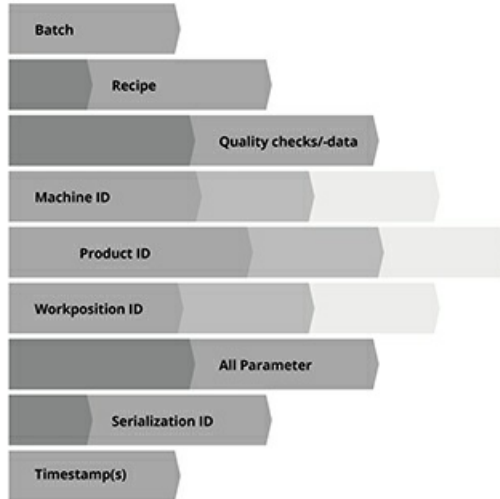 Batch
Recipe
Quality checks/-data
Machine ID
Product ID
Workposition ID
All Parameter
Serialization ID
Timestamp(s)